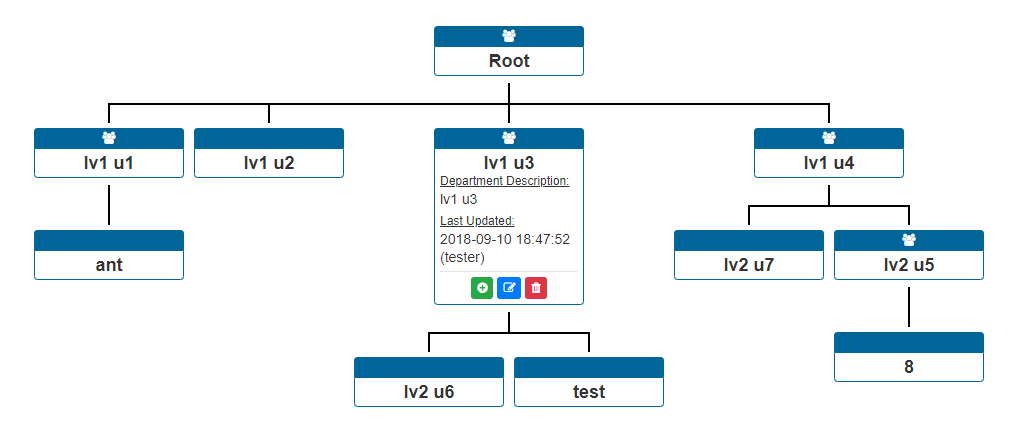 Root
lv1 u1
lv1 u2
lv1 u3
Department Description:
lv1 u3
Last Updated:
2018-09-10 18:47:52
(tester)
lv1 u4
ant
lv2 u7
lv2 u5
lv2 u6
test
8